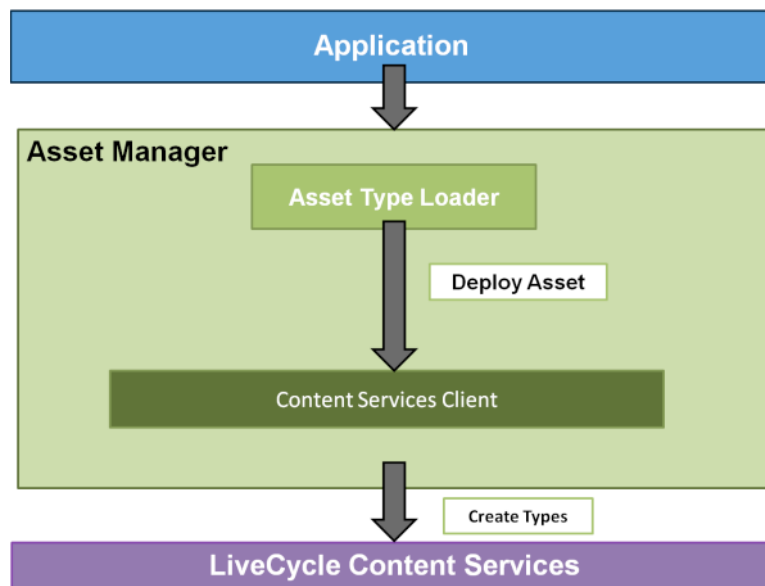 Application
Asset Manager
Asset Type Loader
Deploy Asset
Content Services Client
Create Types
LiveCycle Content Services